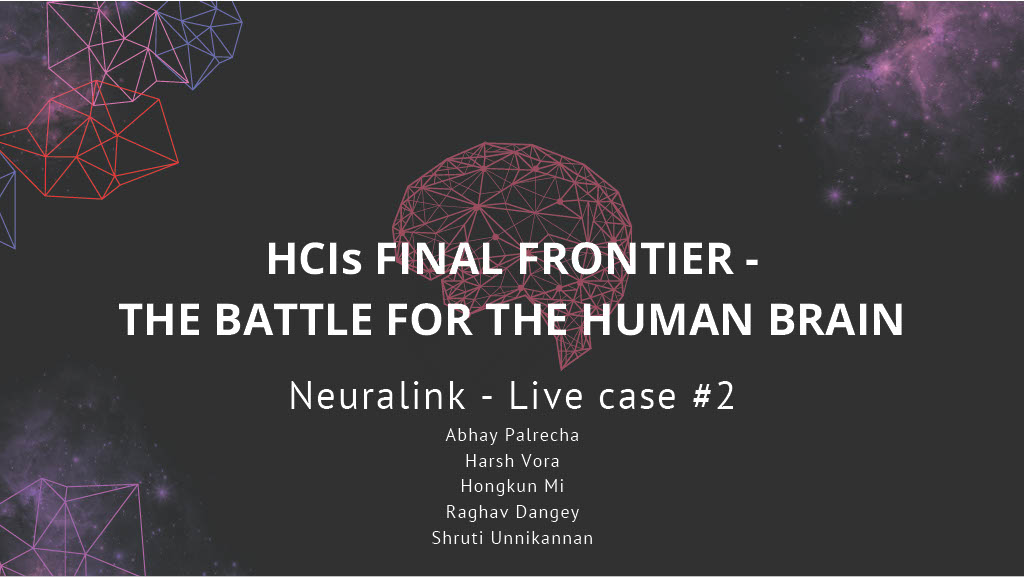 HCIs FINAL FRONTIER -
THE BATTLE FOR THE HUMAN BRAIN
Neuralink - Live case #2
Abhay Palrecha
Harsh Vora
Hongkun Mi
Raghav Dangey
Shruti Unnikannan